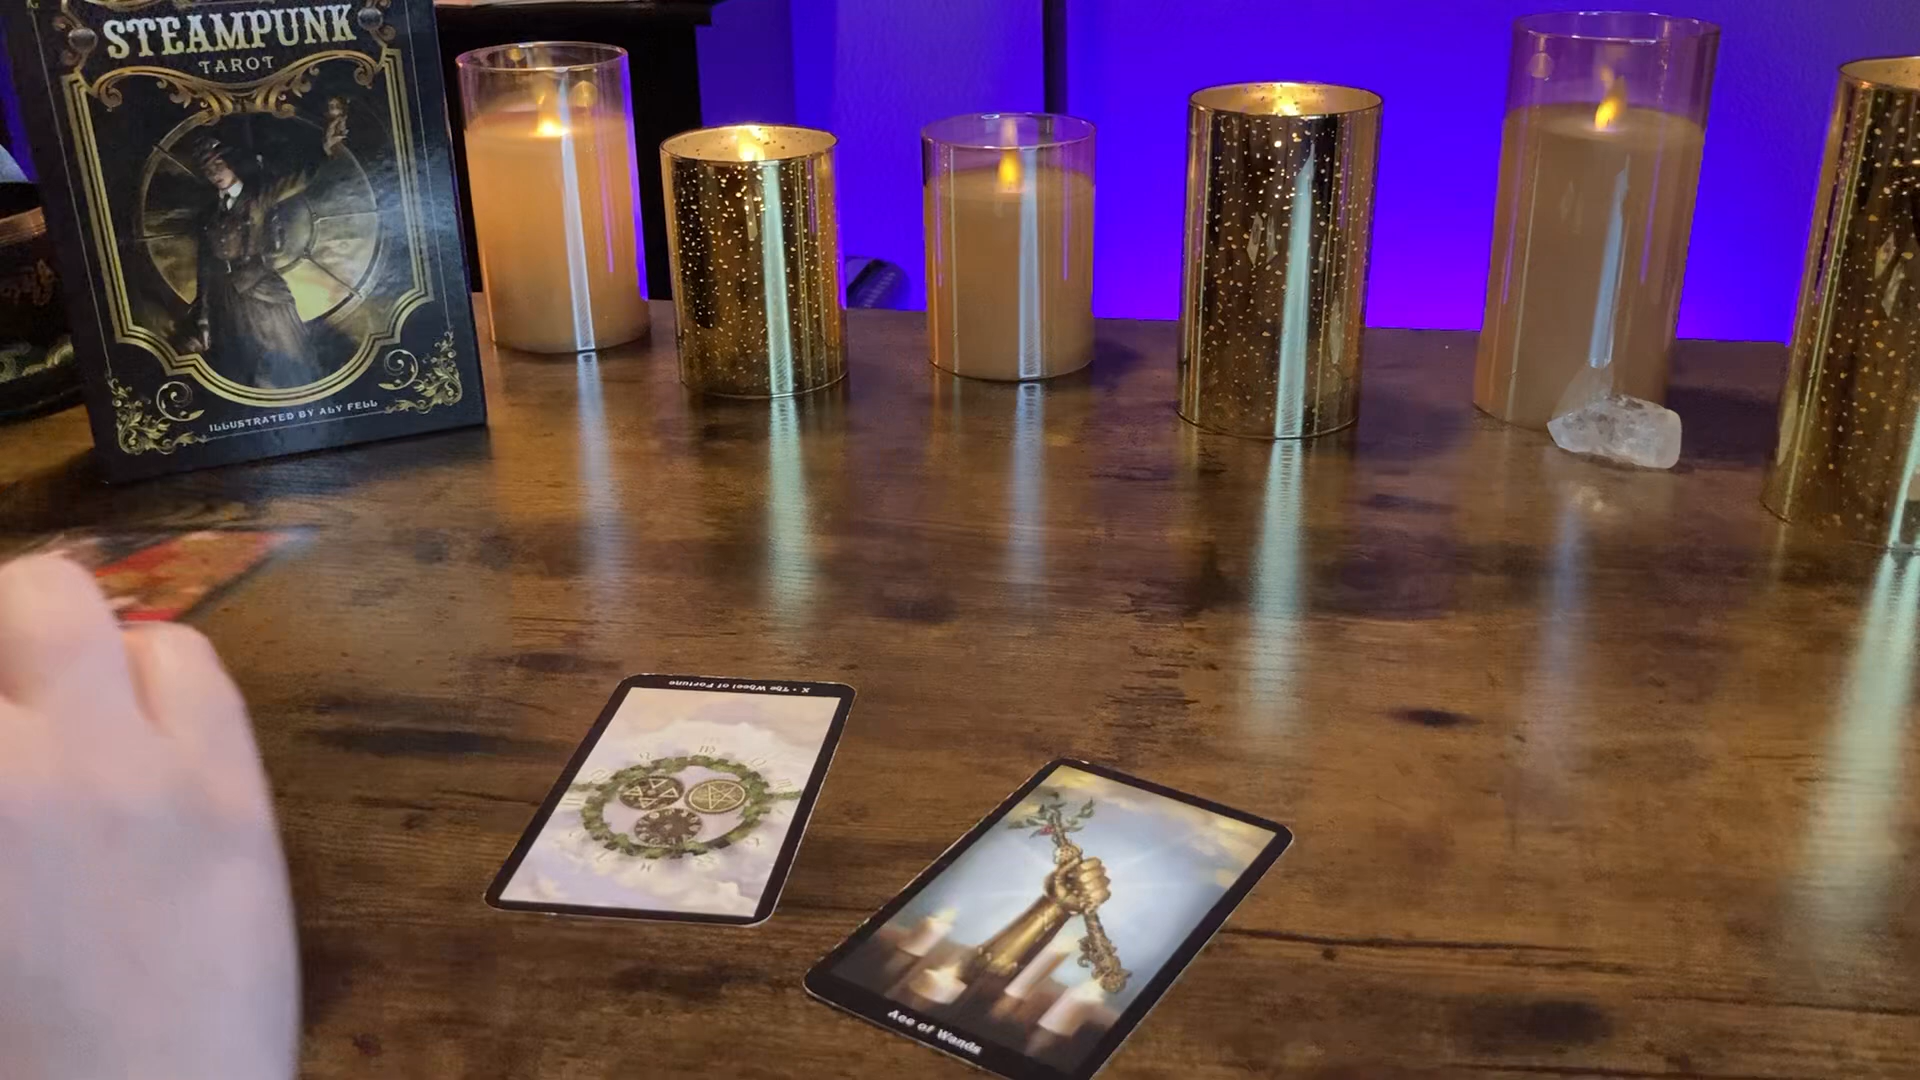 STEAMPUNK
TAROT
ILLUSTRATED BY ALY FELL
X • The Wheel of Fortune
Ace of Wands